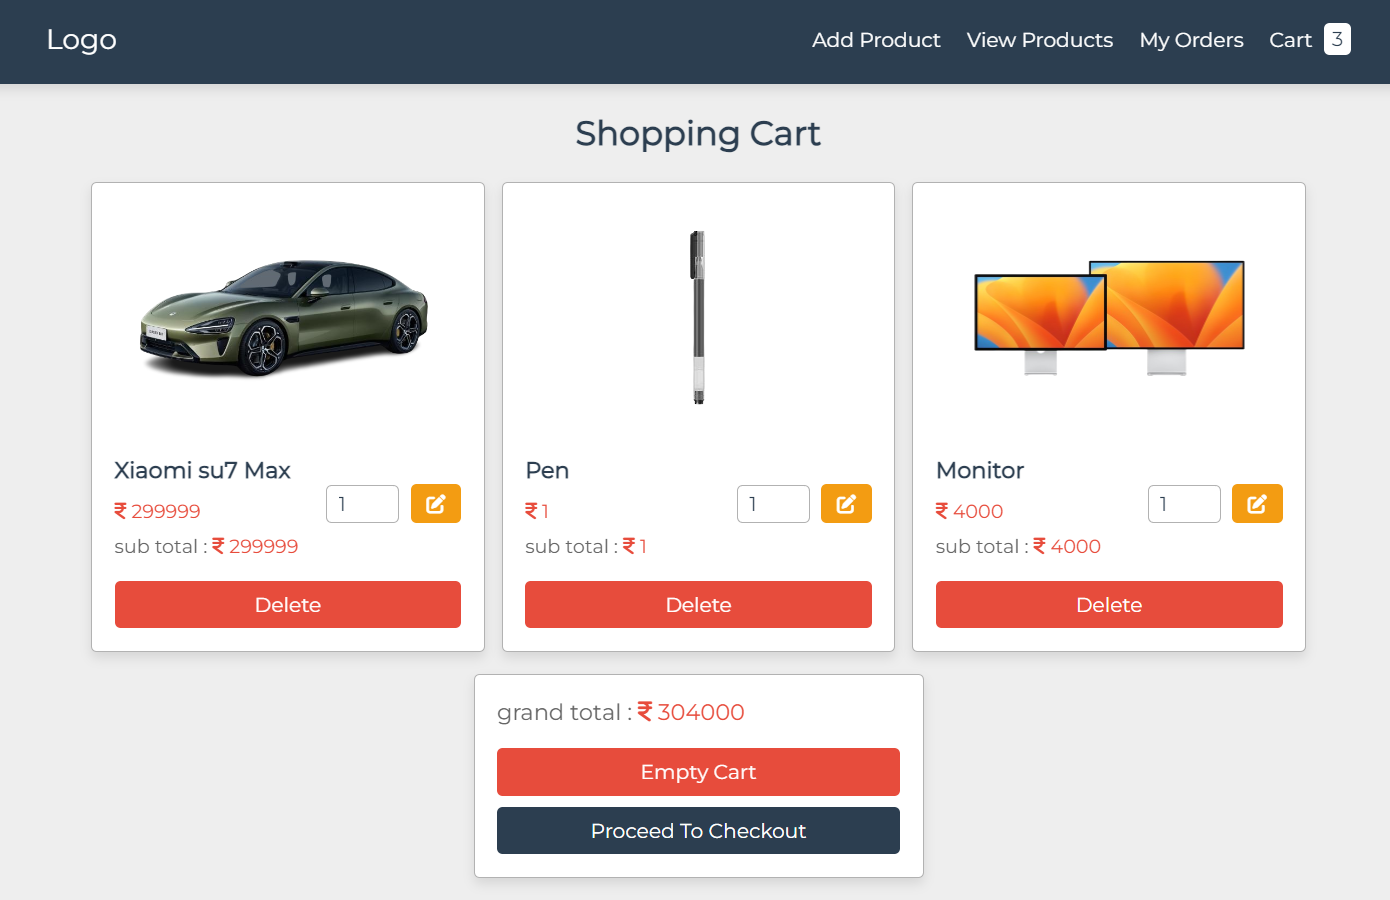 Logo
Add Product View Products My Orders Cart 3
Shopping Cart
Xiaomi su7 Max
₹ 299999
1
sub total : ₹ 299999
Delete
Pen
₹ 1
1
sub total : ₹ 1
Delete
Monitor
₹ 4000
1
sub total : ₹ 4000
Delete
grand total : ₹ 304000
Empty Cart
Proceed To Checkout